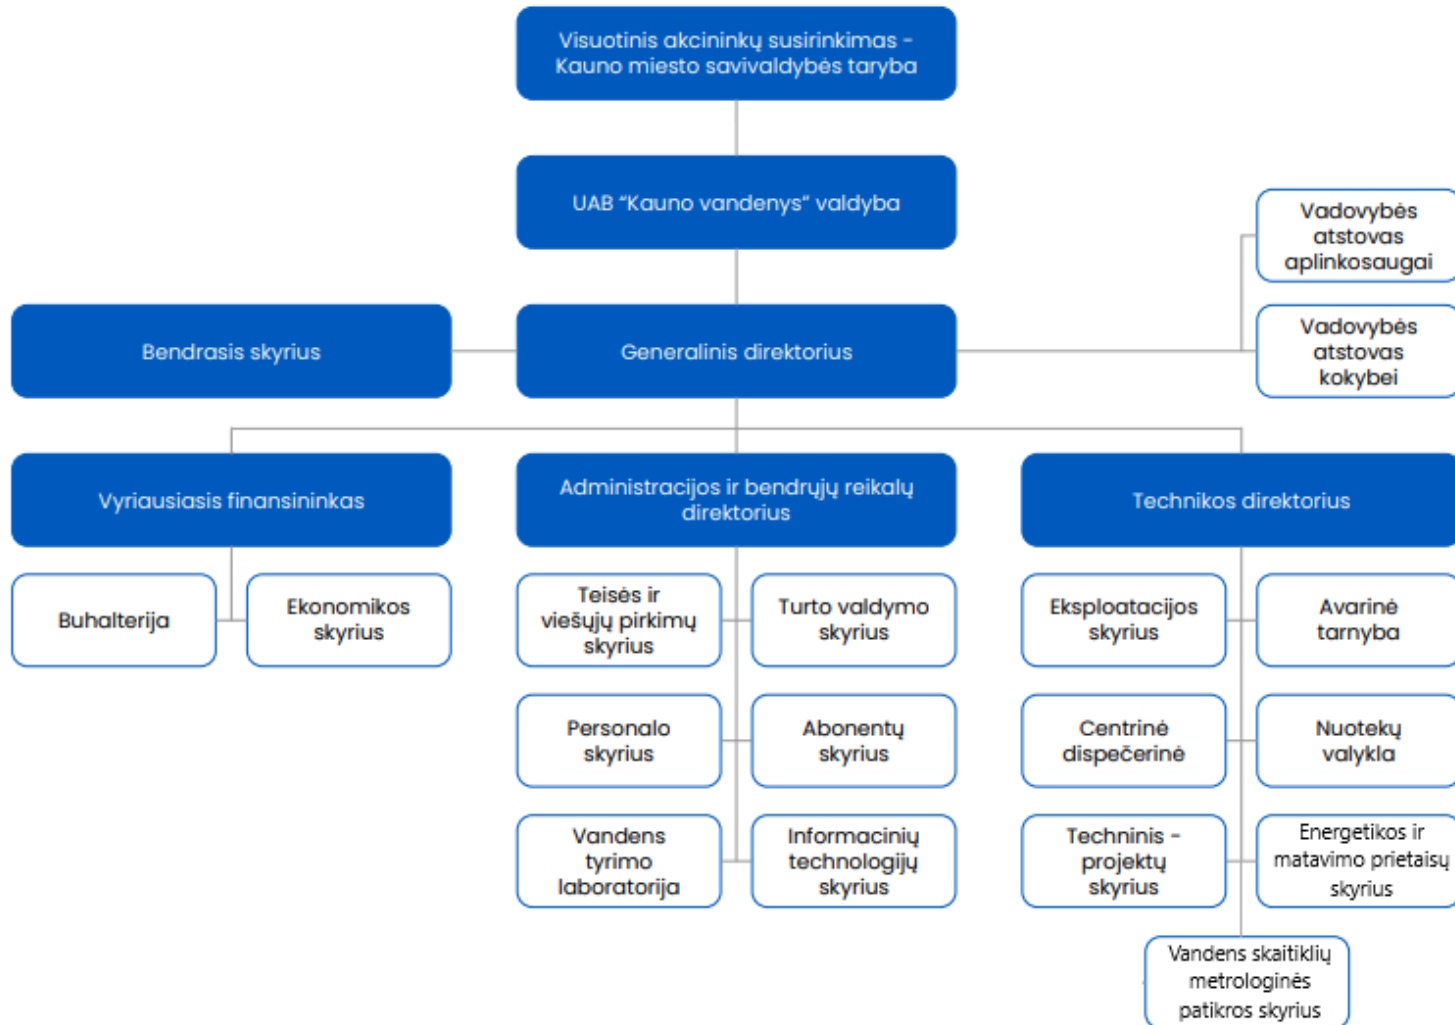 Visuotinis akcininkų susirinkimas -
Kauno miesto savivaldybės taryba
UAB “Kauno vandenys” valdyba
Vadovybės
atstovas
aplinkosaugai
Bendrasis skyrius
Generalinis direktorius
Vadovybės
atstovas
kokybei
Vyriausiasis finansininkas
Administracijos ir bendrųjų reikalų
direktorius
Technikos direktorius
Buhalterija
Ekonomikos
skyrius
Teisės ir
viešųjų pirkimų
skyrius
Turto valdymo
skyrius
Eksploatacijos
skyrius
Avarinė
tarnyba
Personalo
skyrius
Abonentų
skyrius
Centrinė
dispečerinė
Nuotekų
valykla
Vandens
tyrimo
laboratorija
Informacinių
technologijų
skyrius
Techninis -
projektų
skyrius
Energetikos ir
matavimo prietaisų
skyrius
Vandens skaitiklių
metrologinės
patikros skyrius